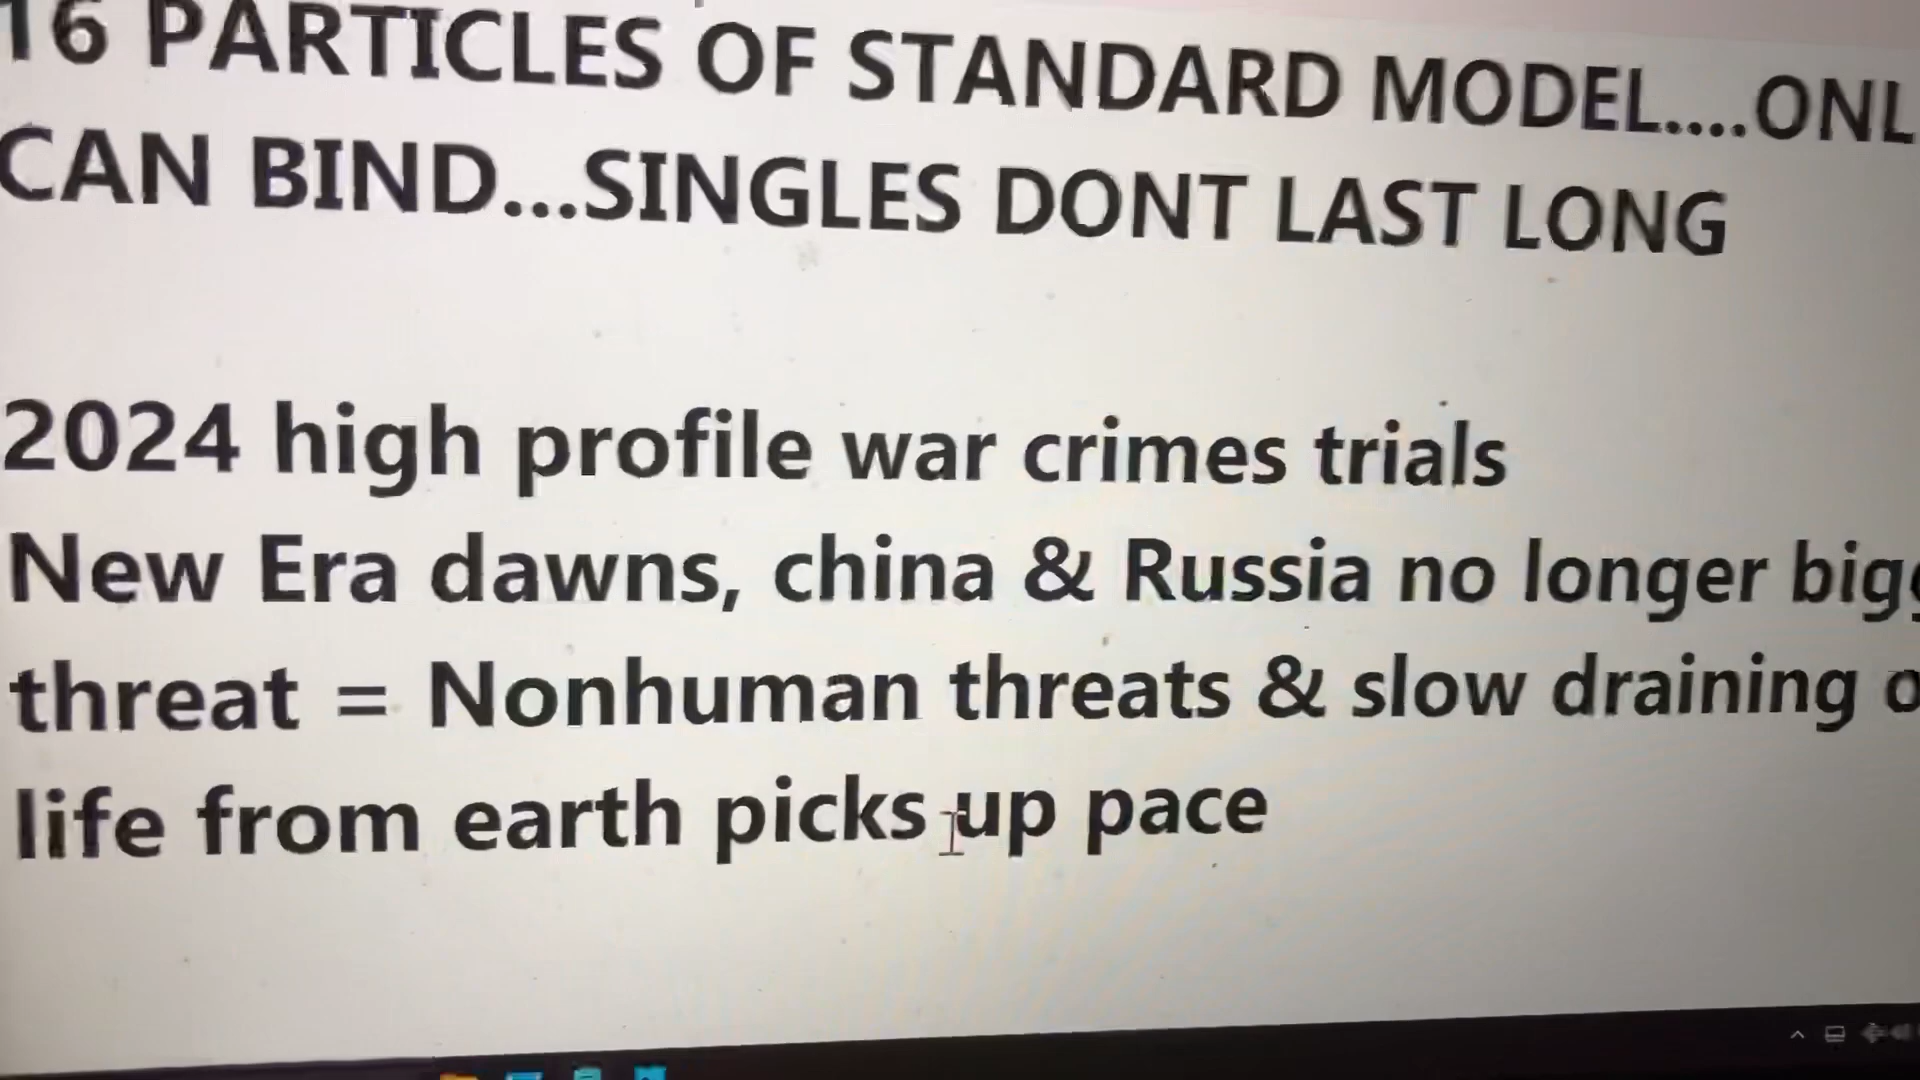 16 PARTICLES OF STANDARD MODEL....ONL
CAN BIND...SINGLES DONT LAST LONG
2024 high profile war crimes trials
New Era dawns, china & Russia no longer big
threat = Nonhuman threats & slow draining o
life from earth picks up pace